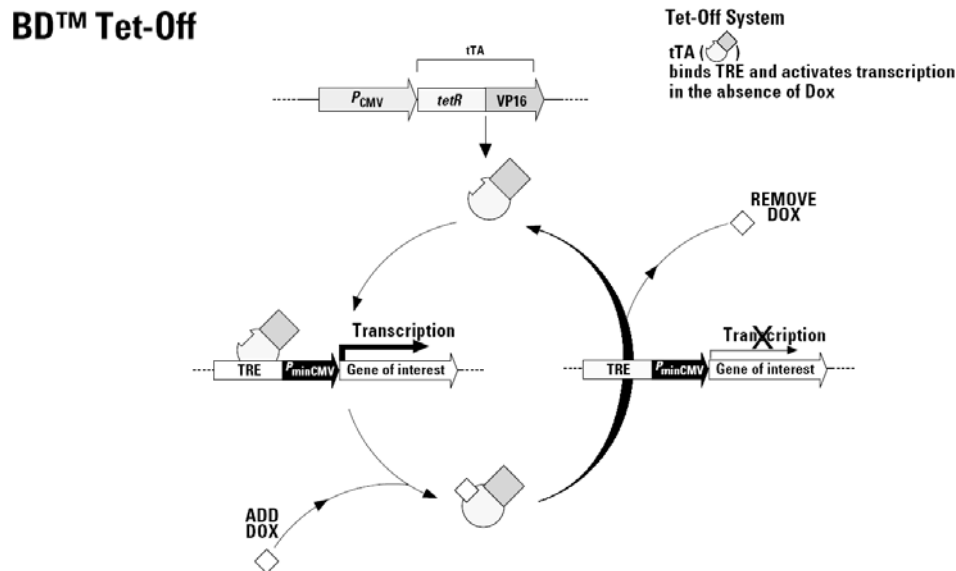 BD™ Tet-Off
Tet-Off System
tTA ( )
binds TRE and activates transcription
in the absence of Dox
tTA
PCMV
tetR
VP16
REMOVE
DOX
Transcription
TRE
PminCMV
Gene of interest
Transcription
TRE
PminCMV
Gene of interest
ADD
DOX